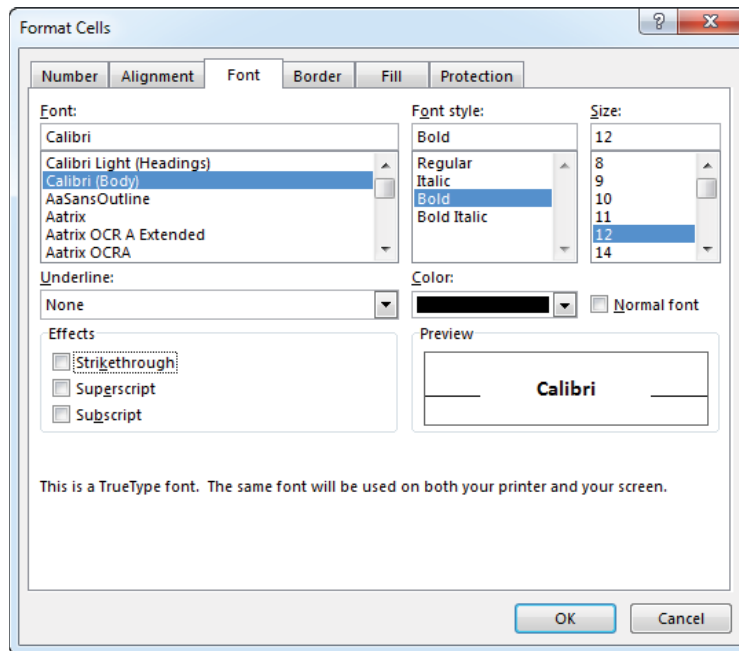 Format Cells
?
Number Alignment Font Border Fill Protection
Font: Font style: Size:
Calibri Bold 12
Calibri Light (Headings) Regular 8
Calibri (Body) Italic 9
AaSansOutline Bold 10
Aatrix Bold Italic 11
Aatrix OCR A Extended 12
Aatrix OCRA 14
Underline: Color:
None Normal font
Effects Preview
Strikethrough
Superscript Calibri
Subscript
This is a TrueType font. The same font will be used on both your printer and your screen.
OK Cancel